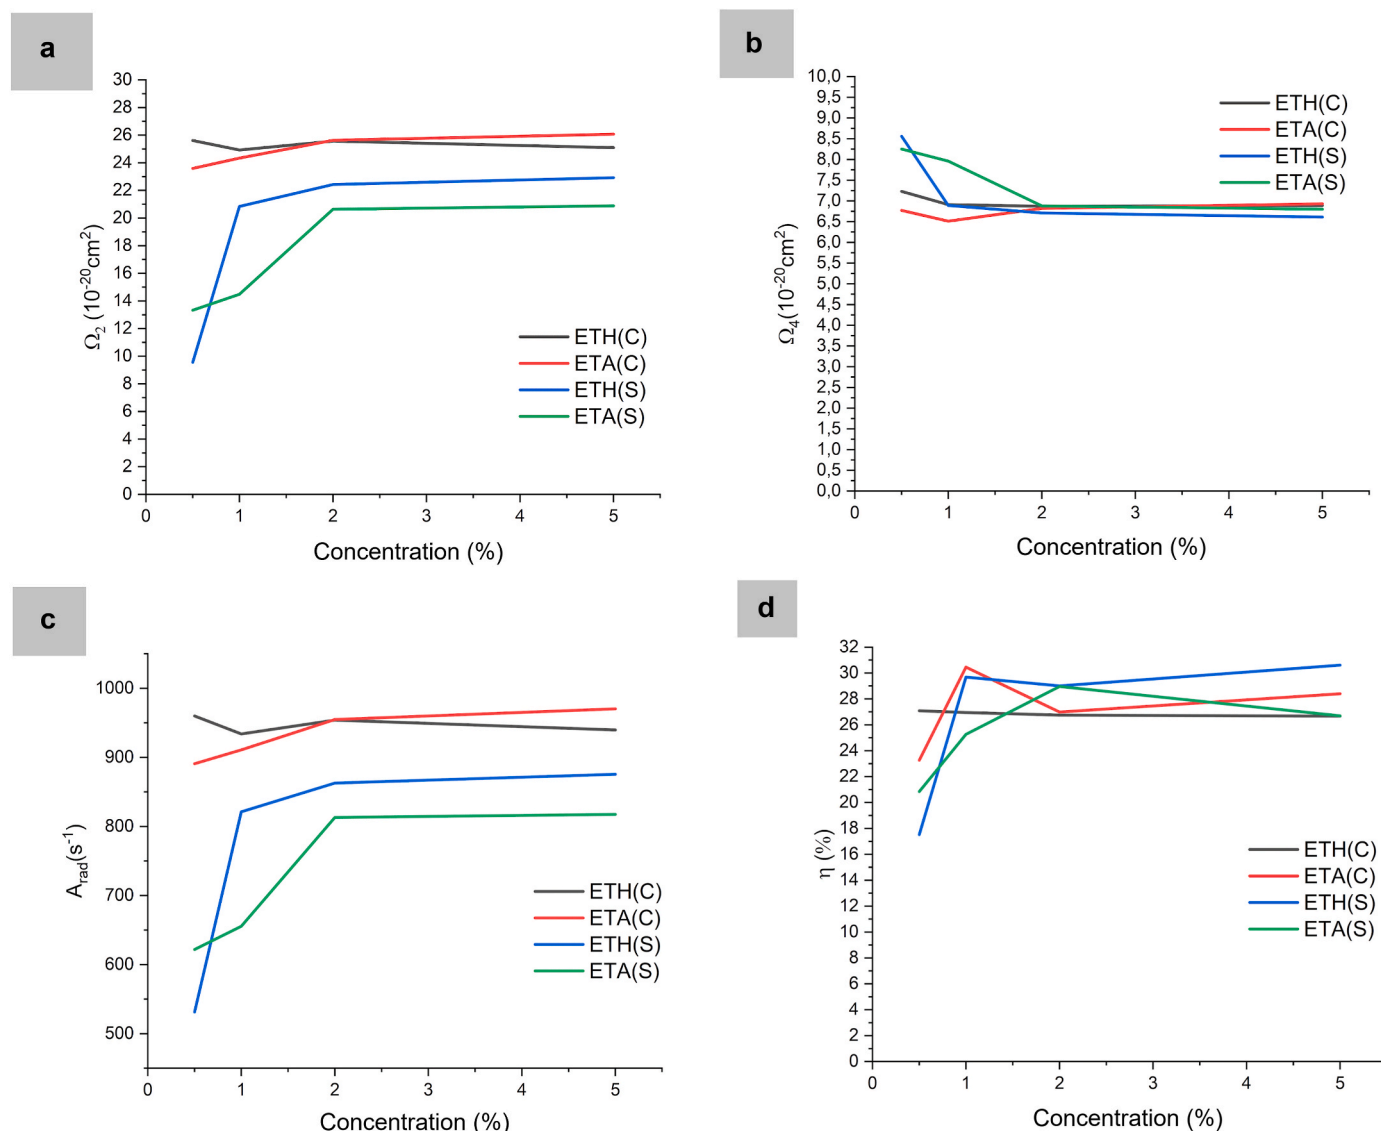 a
30
28
26
24
22
20
18
16
14
12
10
8
6
4
2
0
0 1 2 3 4 5
Ω2 (10-20cm2)
Concentration (%)
ETH(C)
ETA(C)
ETH(S)
ETA(S)
b
10,0
9,5
9,0
8,5
8,0
7,5
7,0
6,5
6,0
5,5
5,0
4,5
4,0
3,5
3,0
2,5
2,0
1,5
1,0
0,5
0,0
0 1 2 3 4 5
Ω4(10-20cm2)
Concentration (%)
ETH(C)
ETA(C)
ETH(S)
ETA(S)
c
1000
900
800
700
600
500
0 1 2 3 4 5
Arad(s-1)
Concentration (%)
ETH(C)
ETA(C)
ETH(S)
ETA(S)
d
32
30
28
26
24
22
20
18
16
14
12
10
8
6
4
2
0
0 1 2 3 4 5
η (%)
Concentration (%)
ETH(C)
ETA(C)
ETH(S)
ETA(S)